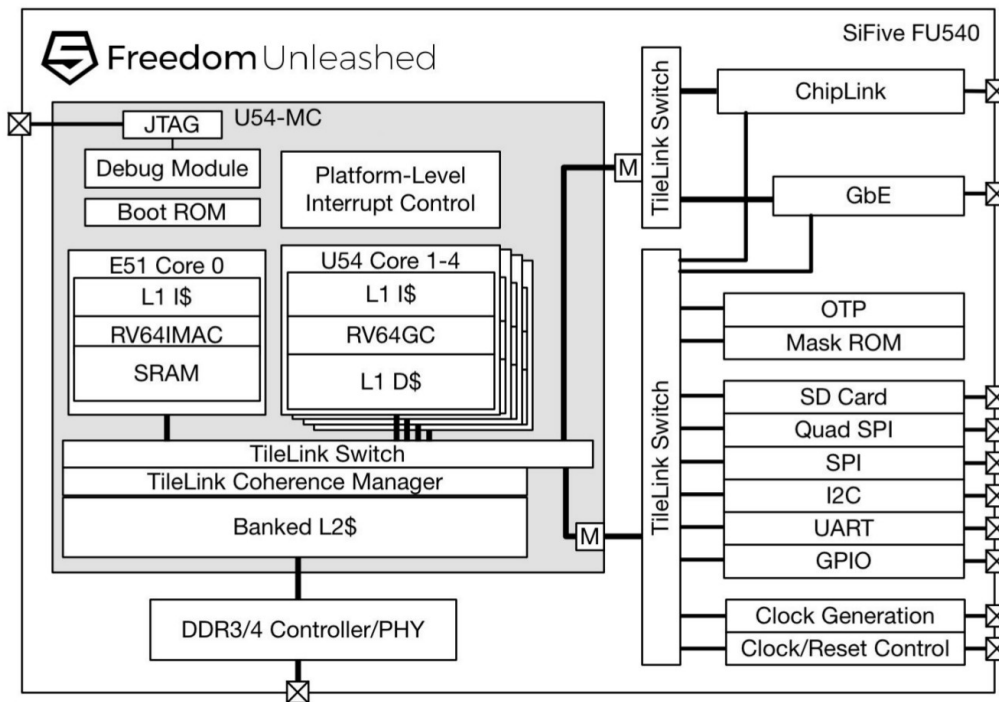 SiFive FU540
Freedom Unleashed
JTAG
U54-MC
Debug Module
Boot ROM
Platform-Level
Interrupt Control
E51 Core 0
L1 I$
RV64IMAC
SRAM
U54 Core 1-4
L1 I$
RV64GC
L1 D$
TileLink Switch
TileLink Coherence Manager
Banked L2$
DDR3/4 Controller/PHY
M
M
TileLink Switch
TileLink Switch
ChipLink
GbE
OTP
Mask ROM
SD Card
Quad SPI
SPI
I2C
UART
GPIO
Clock Generation
Clock/Reset Control